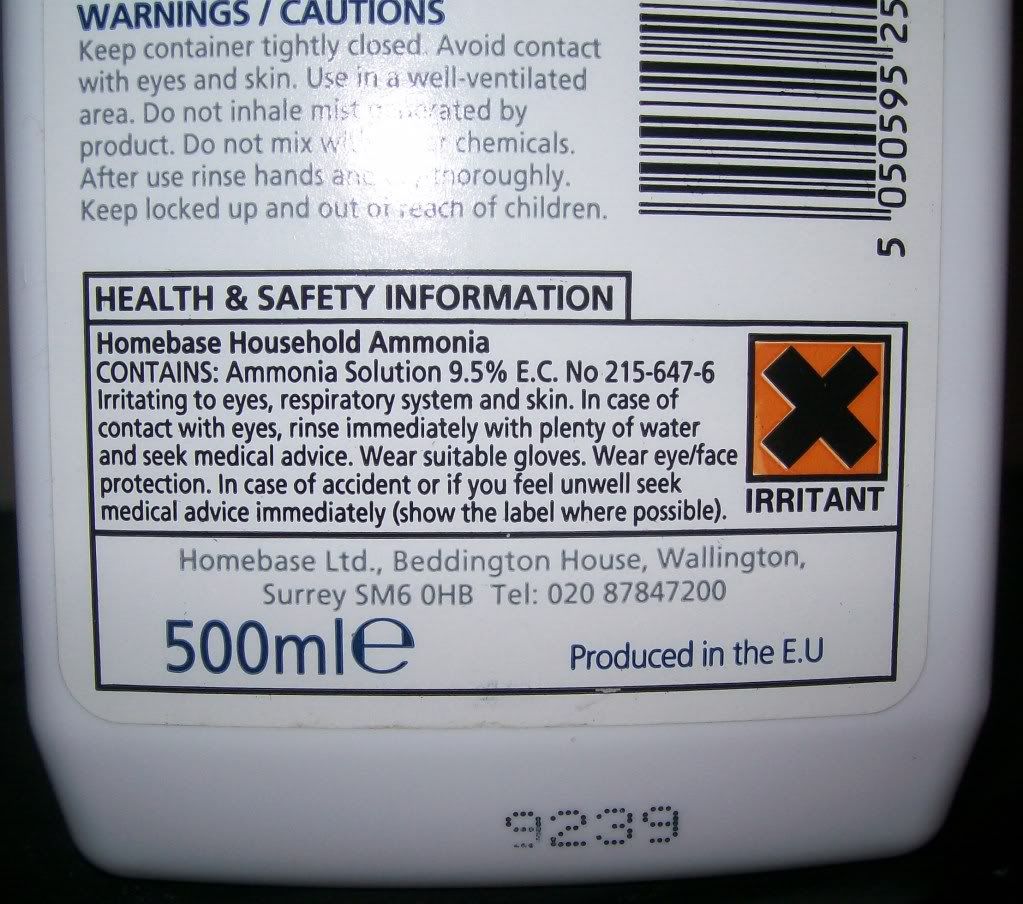 WARNINGS / CAUTIONS
Keep container tightly closed. Avoid contact
with eyes and skin. Use in a well-ventilated
area. Do not inhale mist by
product. Do not mix chemicals.
After use rinse hands thoroughly.
Keep locked up and out of reach of children.
5 050595 25
HEALTH & SAFETY INFORMATION
Homebase Household Ammonia
CONTAINS: Ammonia Solution 9.5% E.C. No 215-647-6
Irritating to eyes, respiratory system and skin. In case of
contact with eyes, rinse immediately with plenty of water
and seek medical advice. Wear suitable gloves. Wear eye/face
protection. In case of accident or if you feel unwell seek
medical advice immediately (show the label where possible).
IRRITANT
Homebase Ltd., Beddington House, Wallington,
Surrey SM6 0HB Tel: 020 87847200
500ml℮
Produced in the E.U
9239